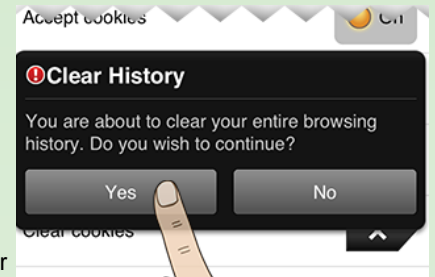 Accept cookies
On
Clear History
You are about to clear your entire browsing
history. Do you wish to continue?
Yes
No
Clear cookies
r